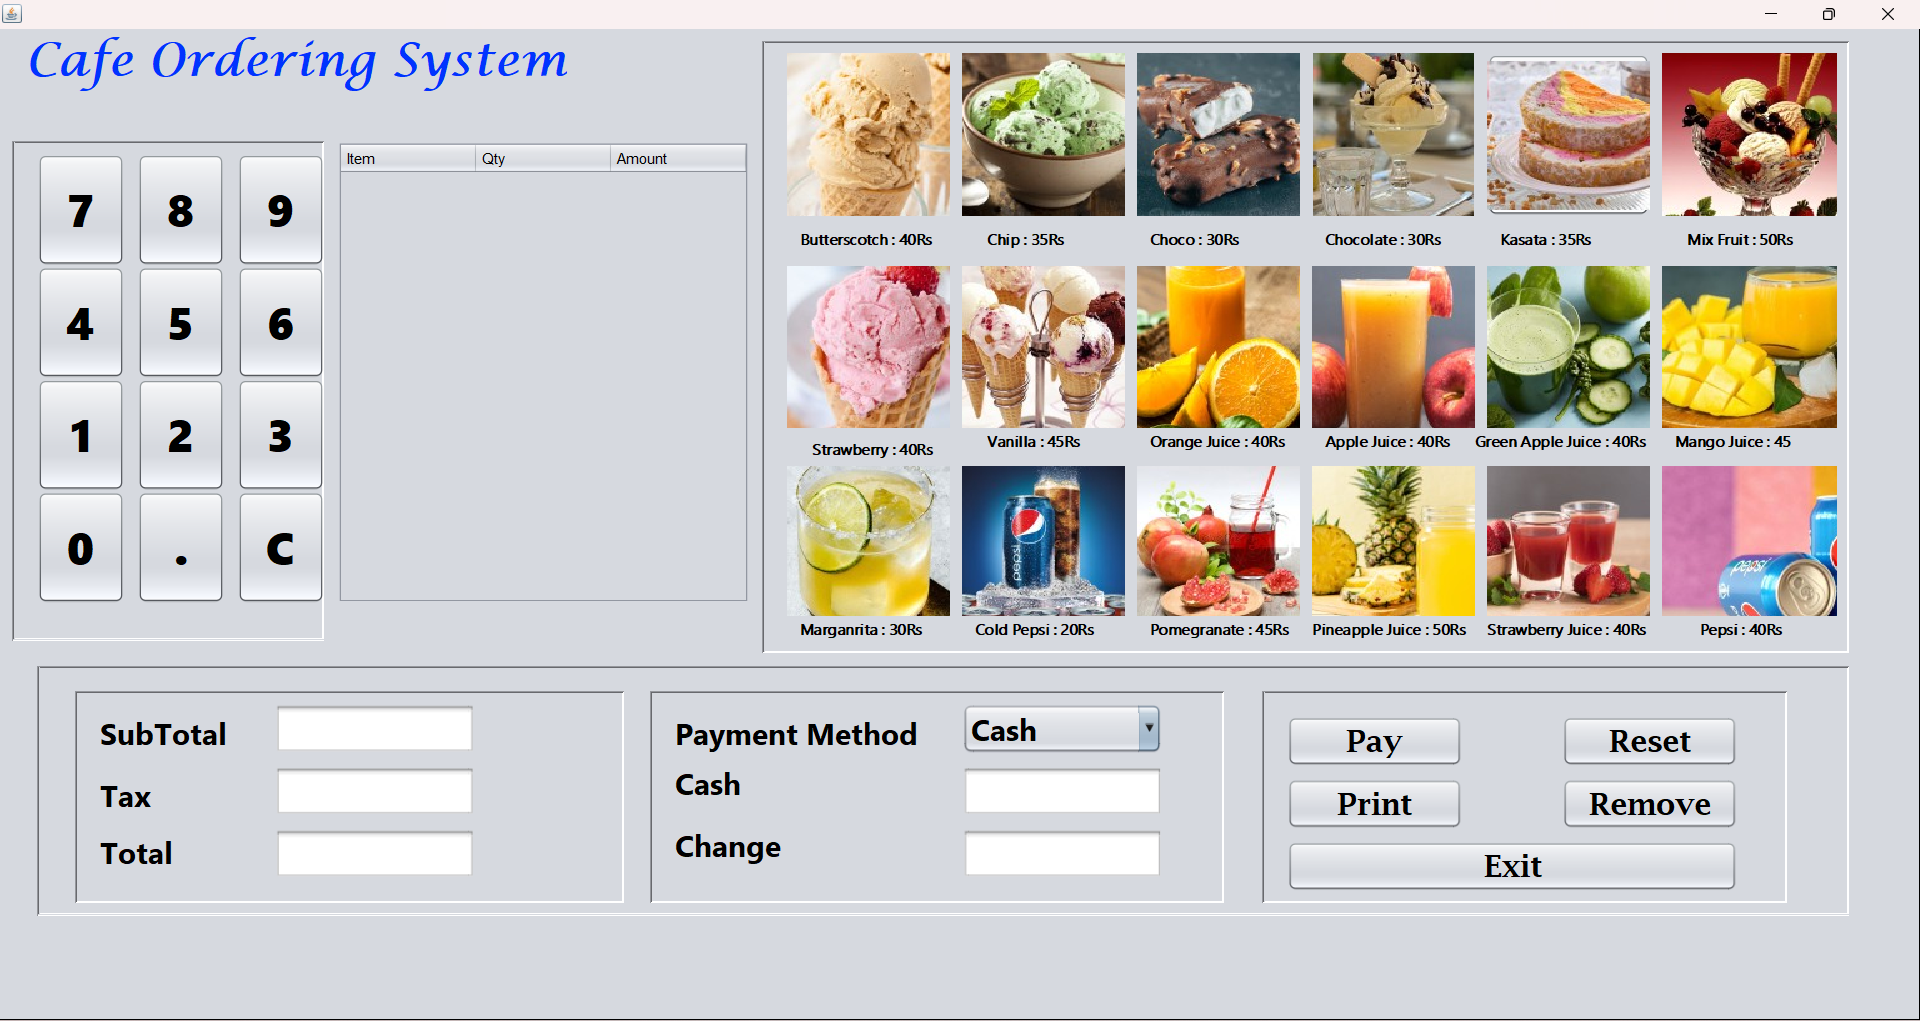 Cafe Ordering System
7 8 9
4 5 6
1 2 3
0 . C
Item Qty Amount
Butterscotch : 40Rs Chip : 35Rs Choco : 30Rs Chocolate : 30Rs Kasata : 35Rs Mix Fruit : 50Rs
Strawberry : 40Rs Vanilla : 45Rs Orange Juice : 40Rs Apple Juice : 40Rs Green Apple Juice : 40Rs Mango Juice : 45
pepsi
pepsi
Marganrita : 30Rs Cold Pepsi : 20Rs Pomegranate : 45Rs Pineapple Juice : 50Rs Strawberry Juice : 40Rs Pepsi : 40Rs
SubTotal
Tax
Total
Payment Method Cash
Cash
Change
Pay Reset
Print Remove
Exit